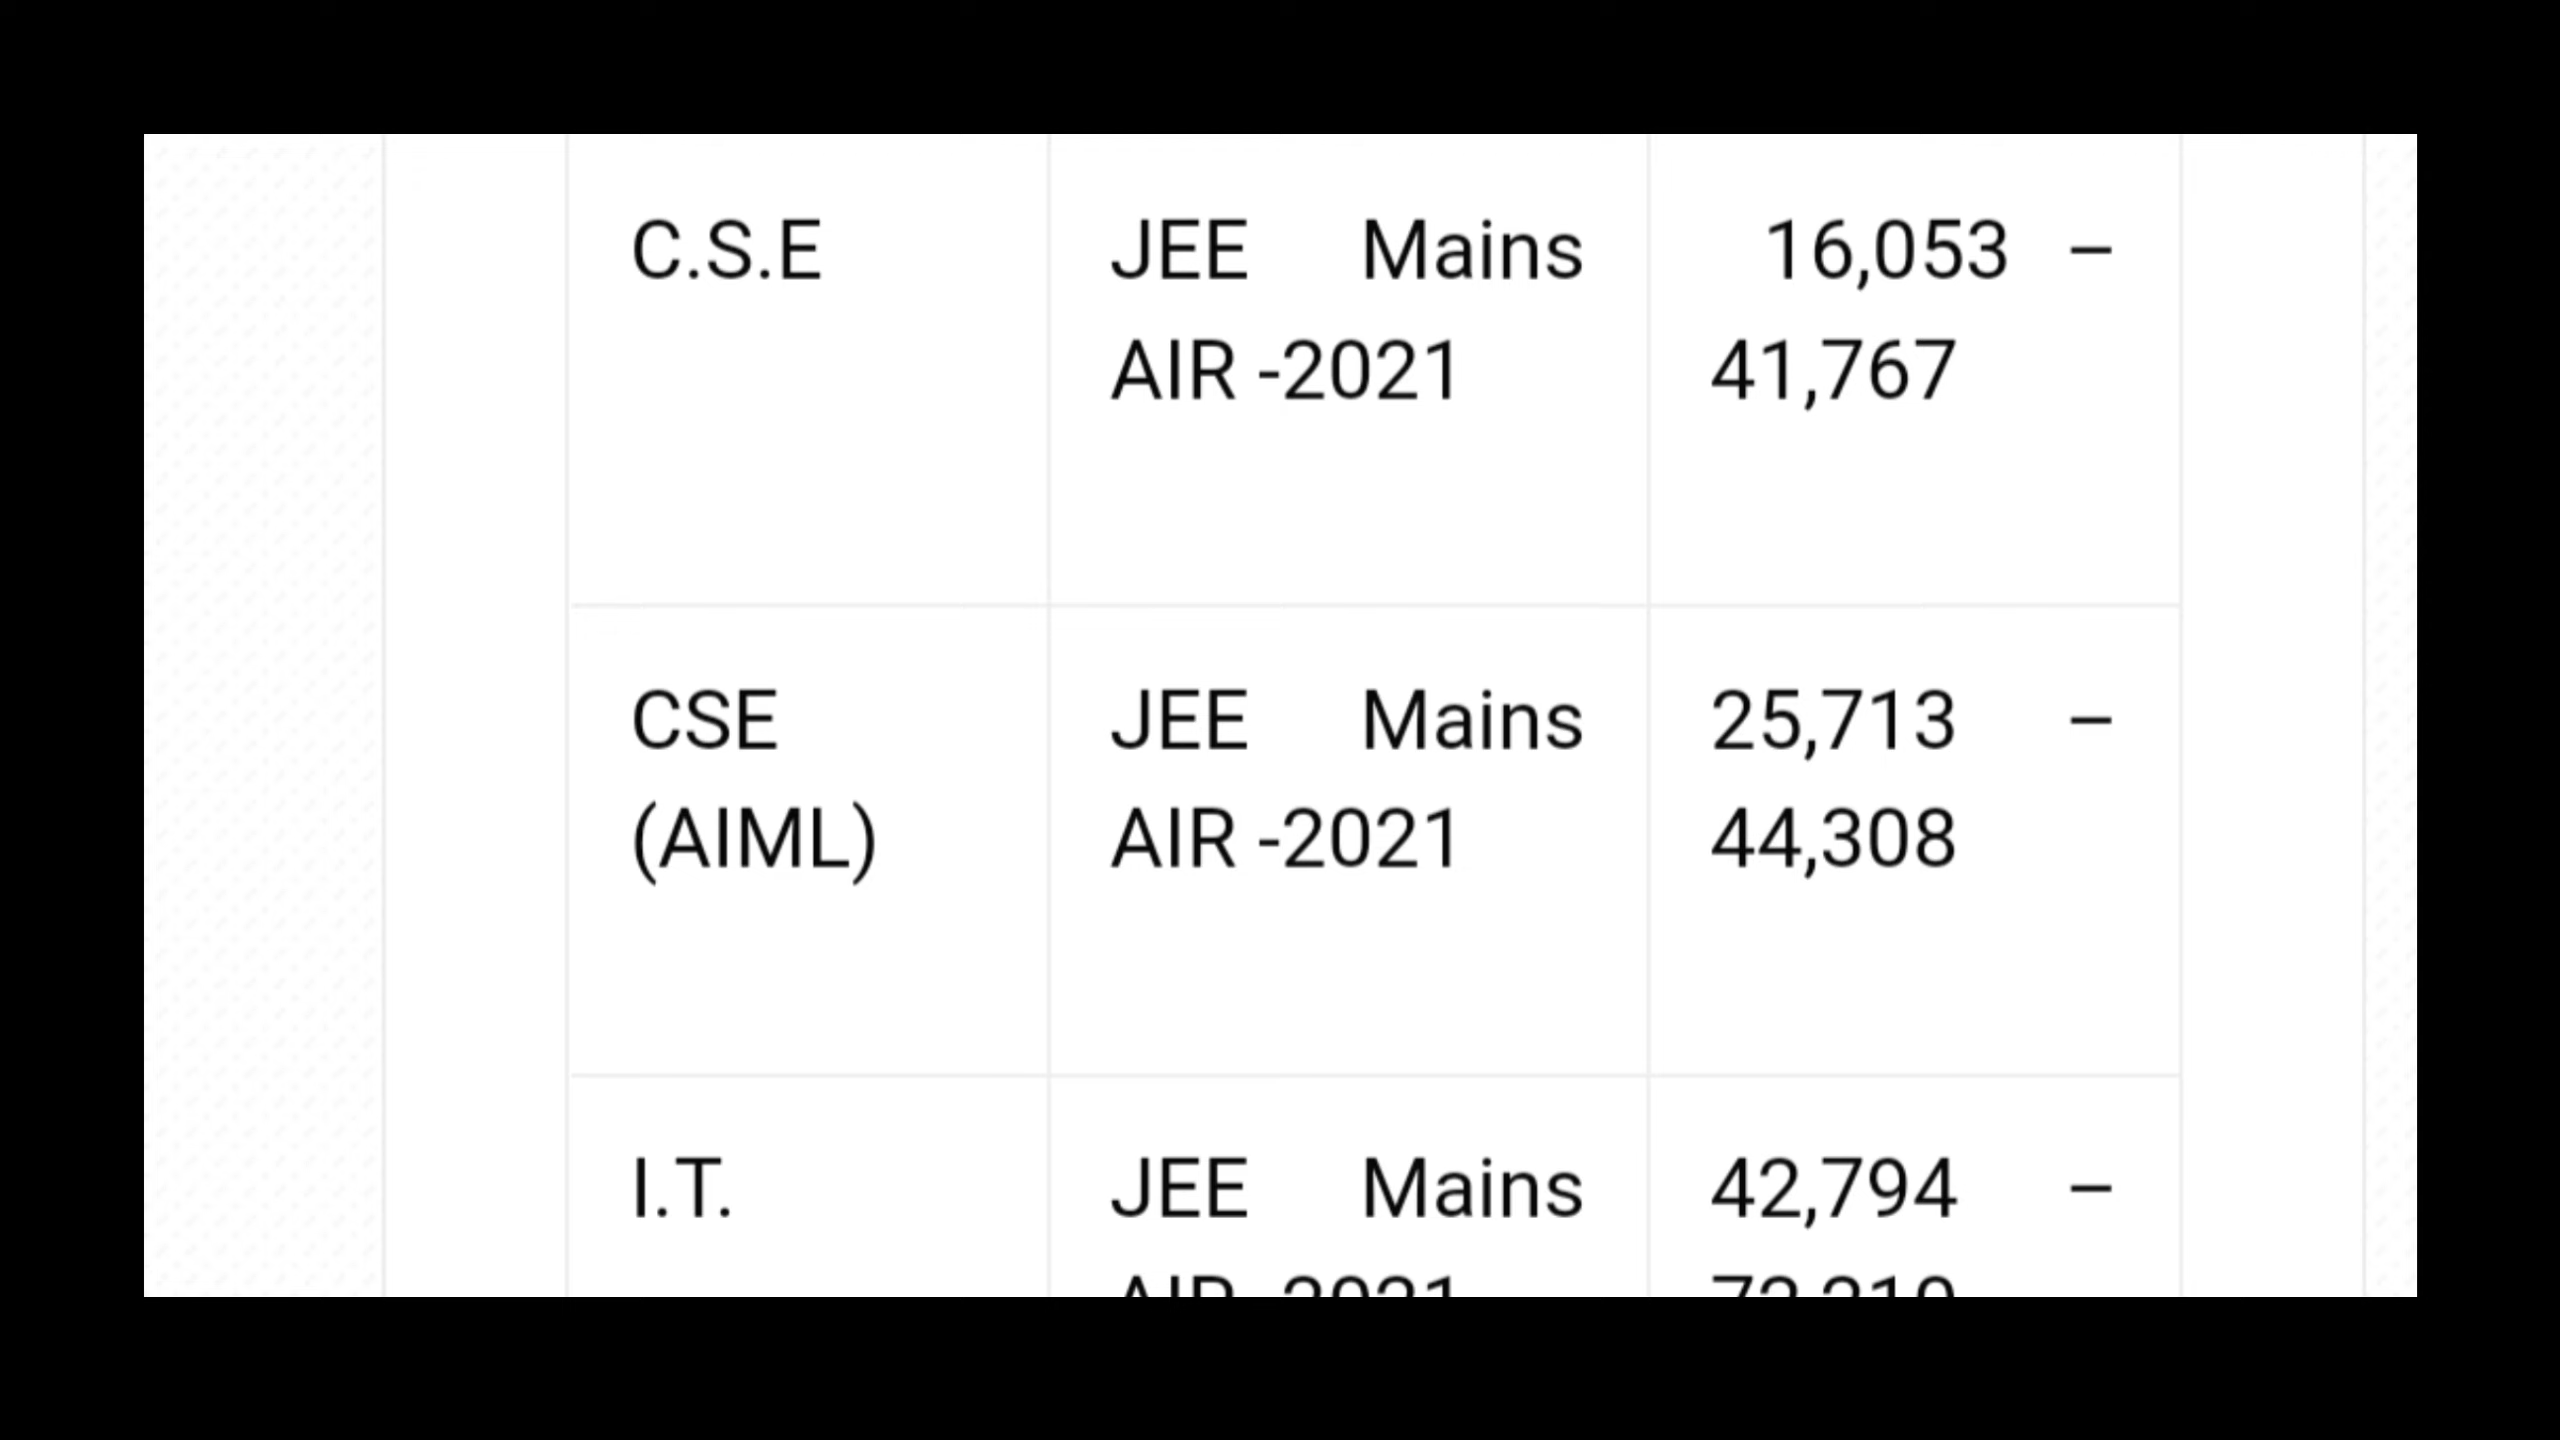 C.S.E JEE Mains 16,053 –
AIR -2021 41,767
CSE JEE Mains 25,713 –
(AIML) AIR -2021 44,308
I.T. JEE Mains 42,794 –